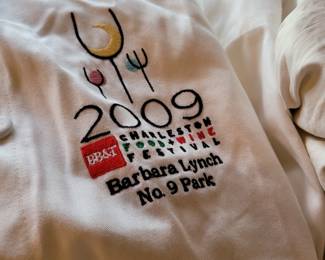 2009
BB&T
CHARLESTON
FOOD+WINE
FESTIVAL
Barbara Lynch
No. 9 Park